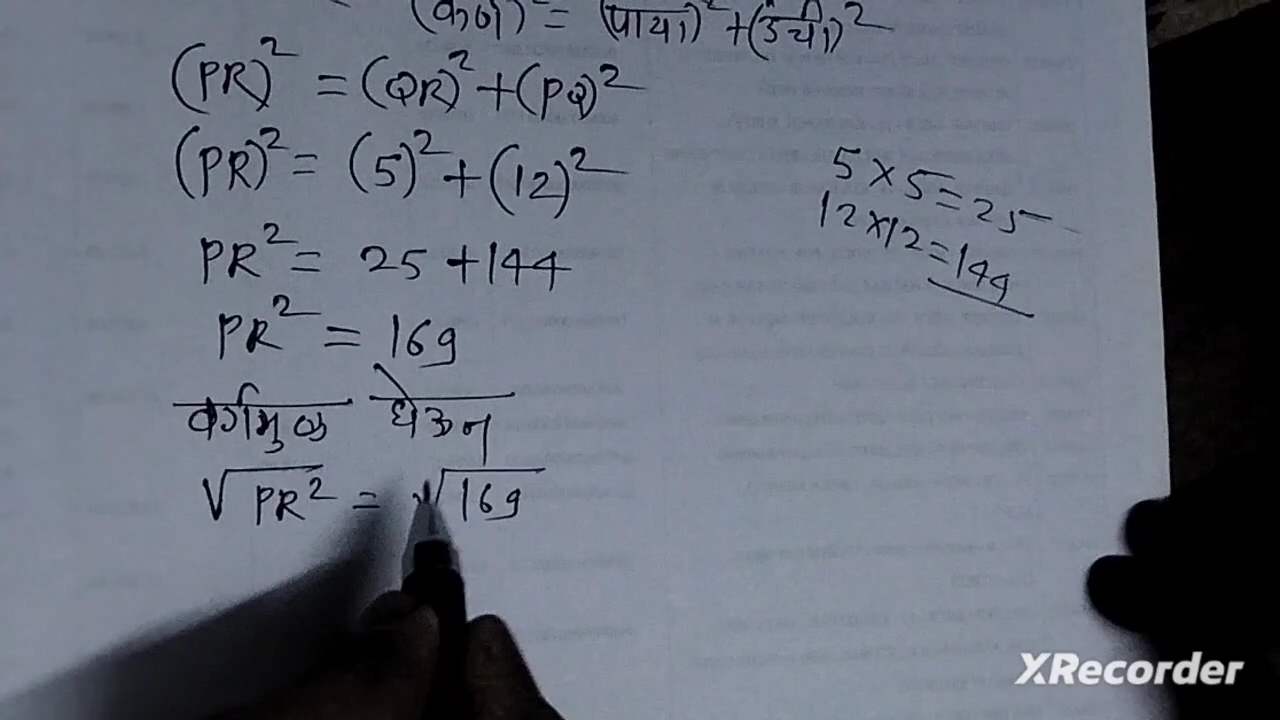 (कर्ण)² = (पाया)² + (उंची)²
(PR)² = (QR)² + (PQ)²
(PR)² = (5)² + (12)²
PR² = 25 + 144
PR² = 169
वर्गमुळ घेऊन
√PR² = √169
5 × 5 = 25
12 × 12 = 144
XRecorder